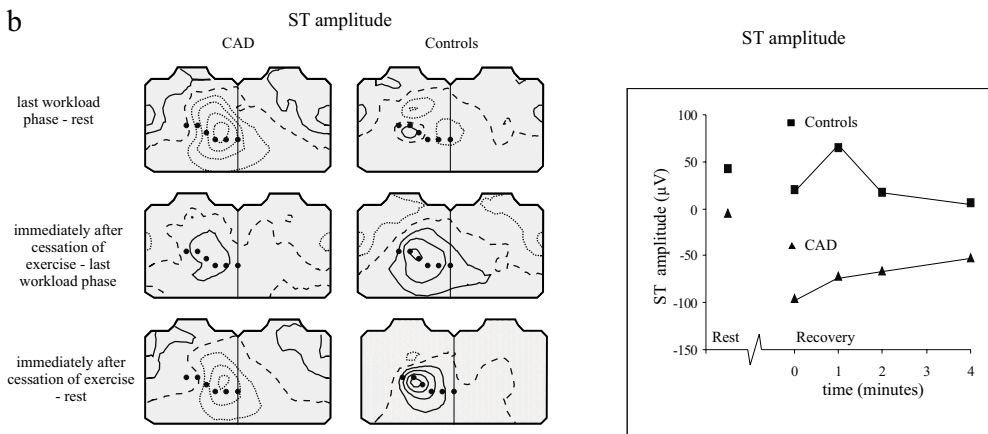 b
ST amplitude
CAD
Controls
last workload
phase - rest
immediately after
cessation of
exercise - last
workload phase
immediately after
cessation of exercise
- rest
ST amplitude
ST amplitude (µV)
100
50
0
-50
-100
-150
Controls
CAD
Rest
Recovery
0
1
2
3
4
time (minutes)